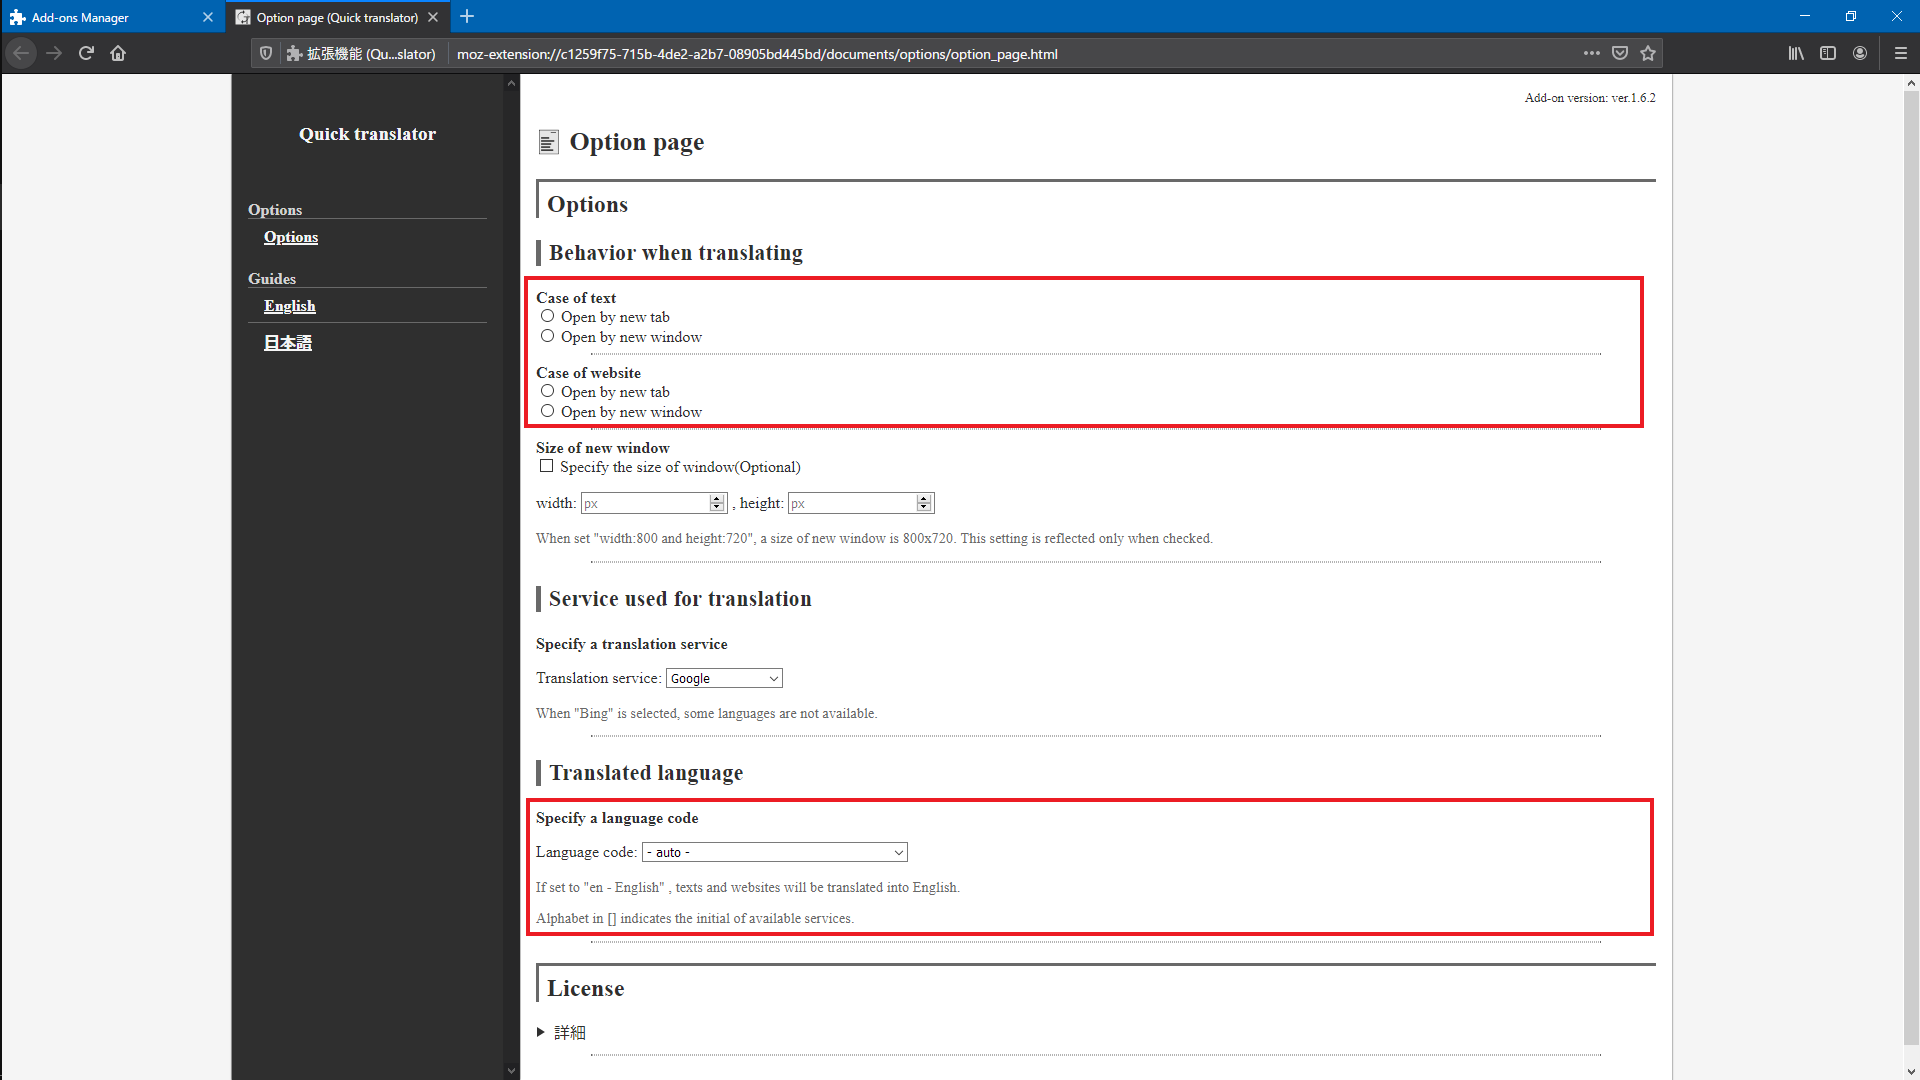 Add-ons Manager
Option page (Quick translator)
拡張機能 (Qu...slator)
moz-extension://c1259f75-715b-4de2-a2b7-08905bd445bd/documents/options/option_page.html
Quick translator
Options
Options
Guides
English
日本語
Add-on version: ver.1.6.2
Option page
Options
Behavior when translating
Case of text
Open by new tab
Open by new window
Case of website
Open by new tab
Open by new window
Size of new window
Specify the size of window(Optional)
width: px , height: px
When set "width:800 and height:720", a size of new window is 800x720. This setting is reflected only when checked.
Service used for translation
Specify a translation service
Translation service: Google
When "Bing" is selected, some languages are not available.
Translated language
Specify a language code
Language code: - auto -
If set to "en - English" , texts and websites will be translated into English.
Alphabet in [] indicates the initial of available services.
License
詳細